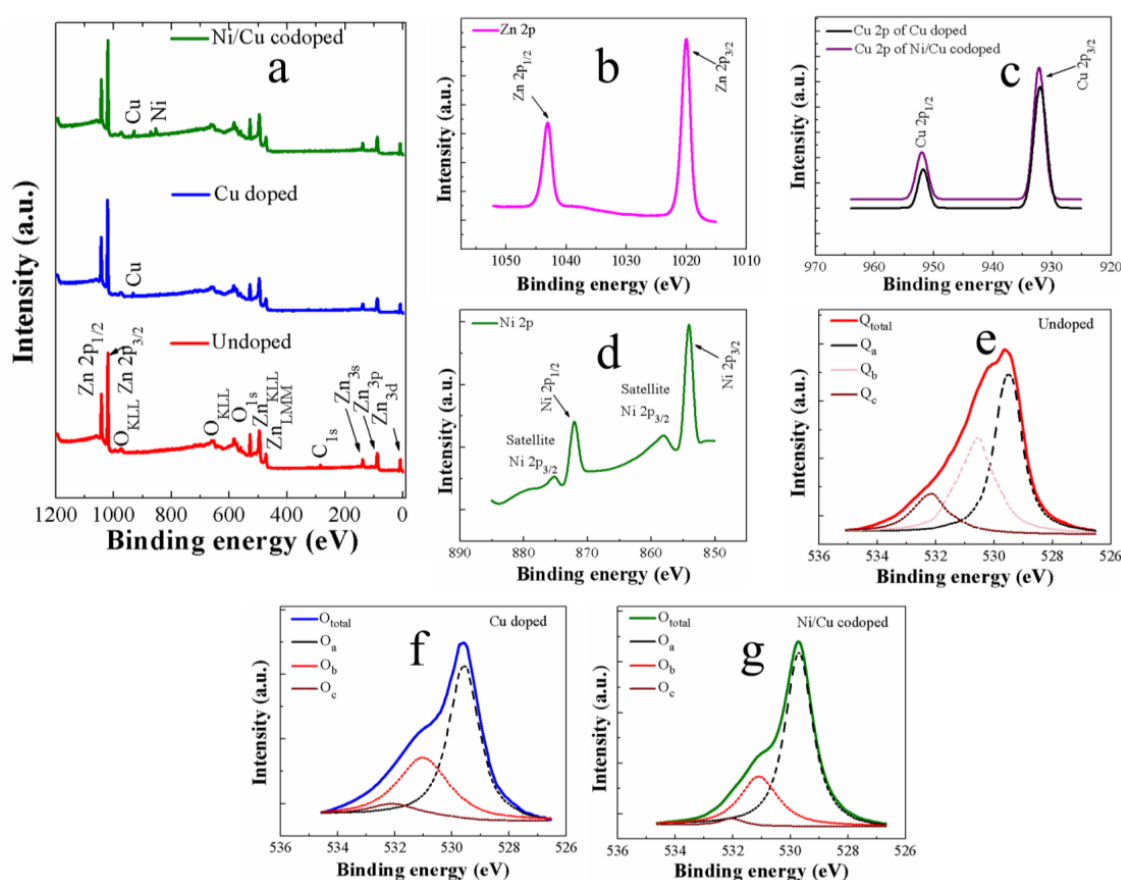 Ni/Cu codoped
a
Cu
Ni
Cu doped
Cu
Undoped
Zn 2p1/2
Zn 2p3/2
OKLL
OKLL
O1s
ZnKLL
ZnLMM
C1s
Zn3s
Zn3p
Zn3d
Intensity (a.u.)
1200 1000 800 600 400 200 0
Binding energy (eV)
Zn 2p
b
Zn 2p1/2
Zn 2p3/2
Intensity (a.u.)
1050 1040 1030 1020 1010
Binding energy (eV)
Cu 2p of Cu doped
Cu 2p of Ni/Cu codoped
c
Cu 2p1/2
Cu 2p3/2
Intensity (a.u.)
970 960 950 940 930 920
Binding energy (eV)
Ni 2p
d
Ni 2p1/2
Ni 2p3/2
Satellite
Ni 2p3/2
Satellite
Ni 2p3/2
Intensity (a.u.)
890 880 870 860 850
Binding energy (eV)
Qtotal
Qa
Qb
Qc
e
Undoped
Intensity (a.u.)
536 534 532 530 528 526
Binding energy (eV)
Ototal
Oa
Ob
Oc
f
Cu doped
Intensity (a.u.)
536 534 532 530 528 526
Binding energy (eV)
Ototal
Oa
Ob
Oc
g
Ni/Cu codoped
Intensity (a.u.)
536 534 532 530 528 526
Binding energy (eV)